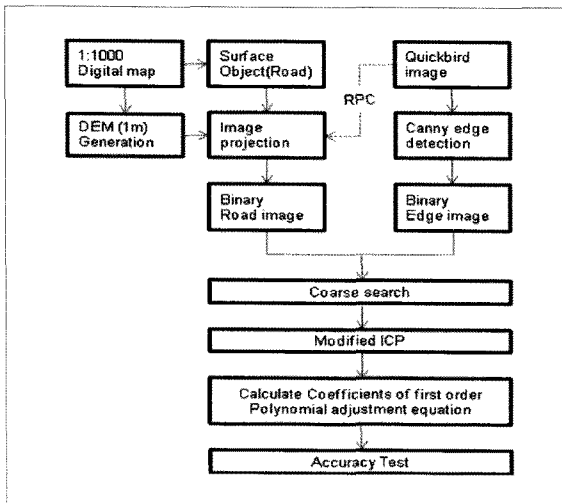 1:1000
Digital map
Surface
Object(Road)
Quickbird
image
RPC
DEM (1m)
Generation
Image
projection
Canny edge
detection
Binary
Road image
Binary
Edge image
Coarse search
Modified ICP
Calculate Coefficients of first order
Polynomial adjustment equation
Accuracy Test